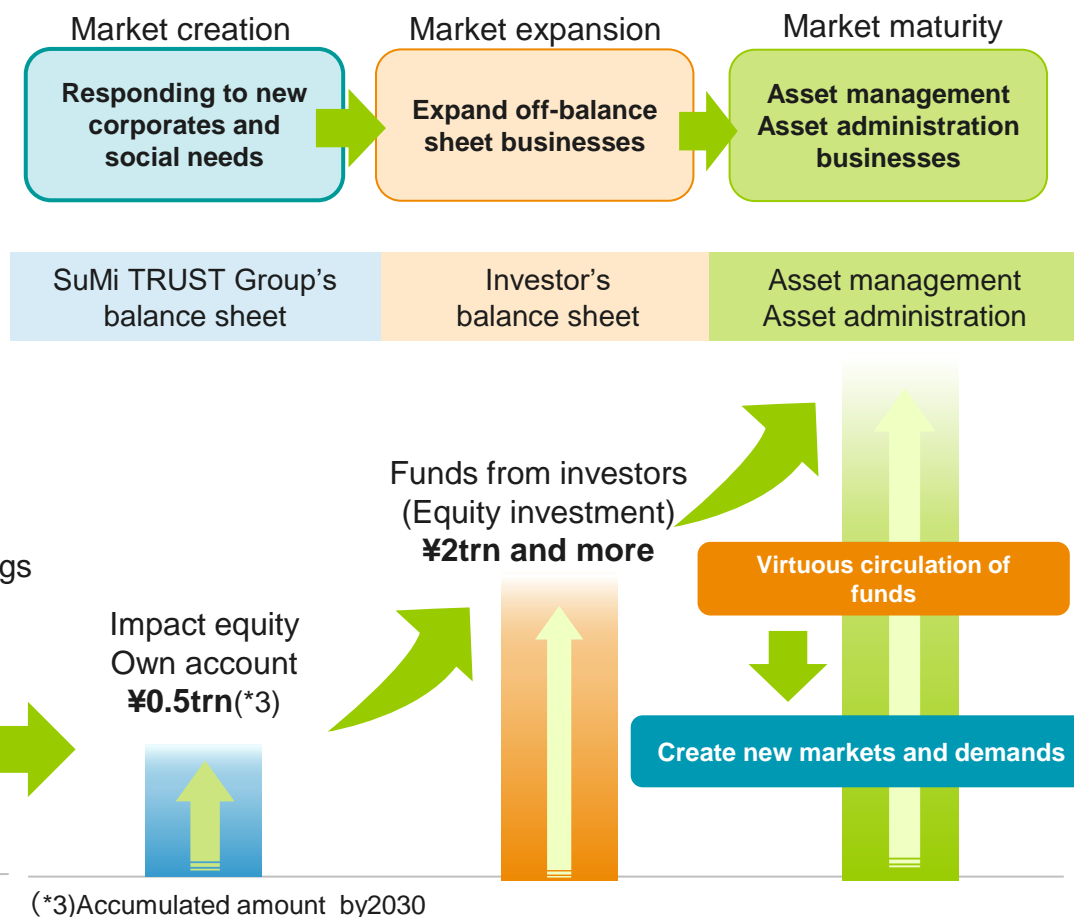 Market creation
Market expansion
Market maturity
Responding to new
corporates and
social needs
Expand off-balance
sheet businesses
Asset management
Asset administration
businesses
SuMi TRUST Group’s
balance sheet
Investor’s
balance sheet
Asset management
Asset administration
Funds from investors
(Equity investment)
¥2trn and more
gs
Impact equity
Own account
¥0.5trn(*3)
Virtuous circulation of
funds
Create new markets and demands
(*3)Accumulated amount by2030